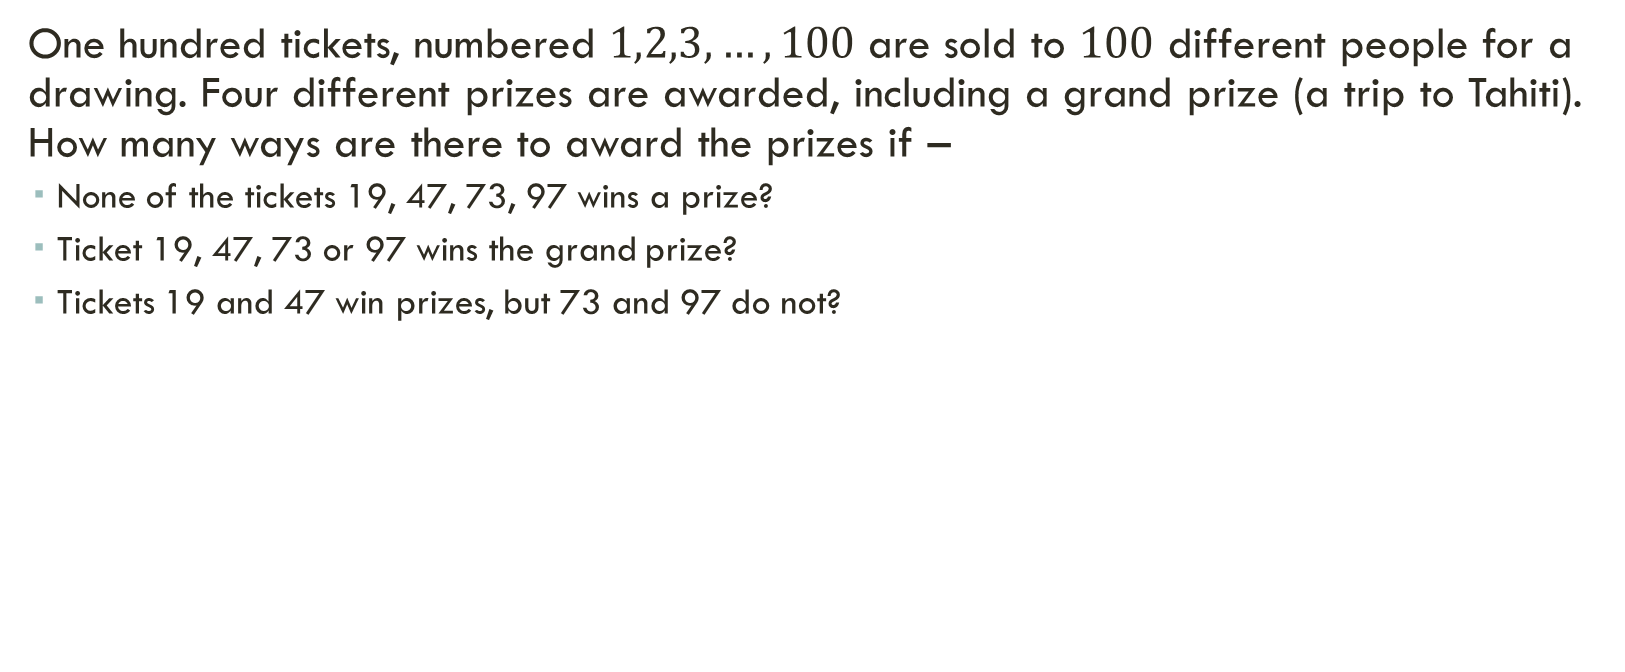 One hundred tickets, numbered 1,2,3, … , 100 are sold to 100 different people for a
drawing. Four different prizes are awarded, including a grand prize (a trip to Tahiti).
How many ways are there to award the prizes if –
▪ None of the tickets 19, 47, 73, 97 wins a prize?
▪ Ticket 19, 47, 73 or 97 wins the grand prize?
▪ Tickets 19 and 47 win prizes, but 73 and 97 do not?